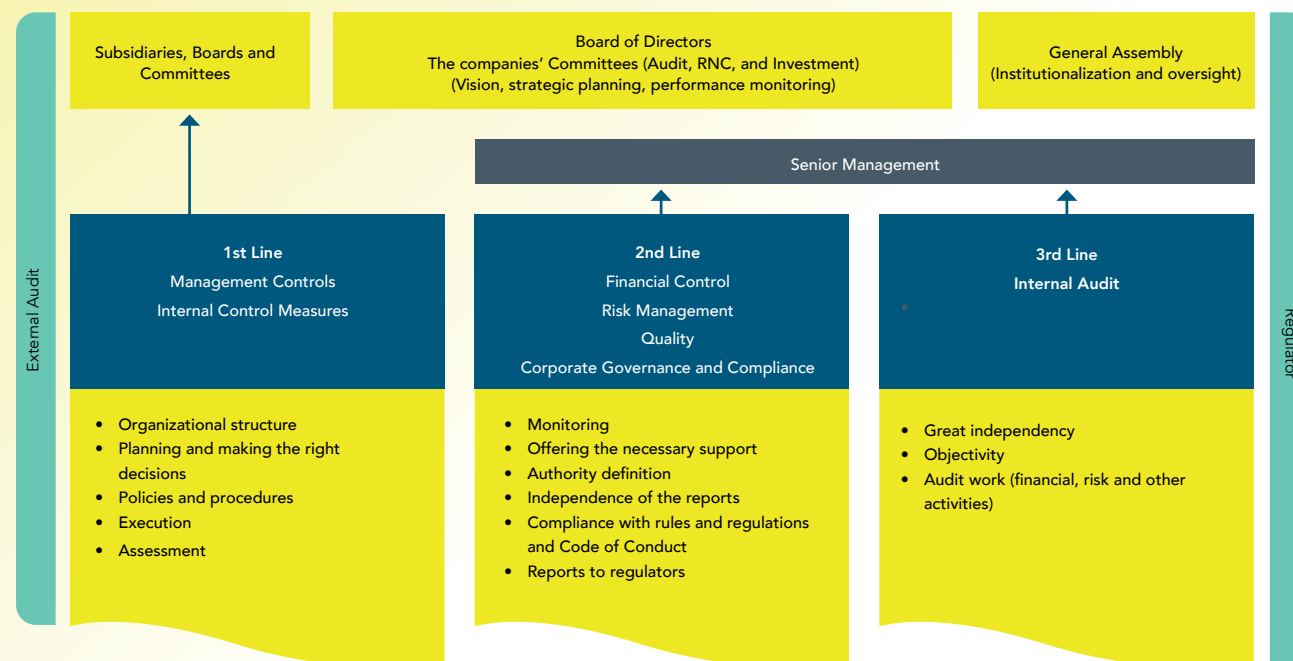 Subsidiaries, Boards and
Committees
Board of Directors
The companies’ Committees (Audit, RNC, and Investment)
(Vision, strategic planning, performance monitoring)
General Assembly
(Institutionalization and oversight)
Senior Management
External Audit
1st Line
Management Controls
Internal Control Measures
2nd Line
Financial Control
Risk Management
Quality
Corporate Governance and Compliance
3rd Line
Internal Audit
•
Regulator
• Organizational structure
• Planning and making the right
decisions
• Policies and procedures
• Execution
• Assessment
• Monitoring
• Offering the necessary support
• Authority definition
• Independence of the reports
• Compliance with rules and regulations
and Code of Conduct
• Reports to regulators
• Great independency
• Objectivity
• Audit work (financial, risk and other
activities)